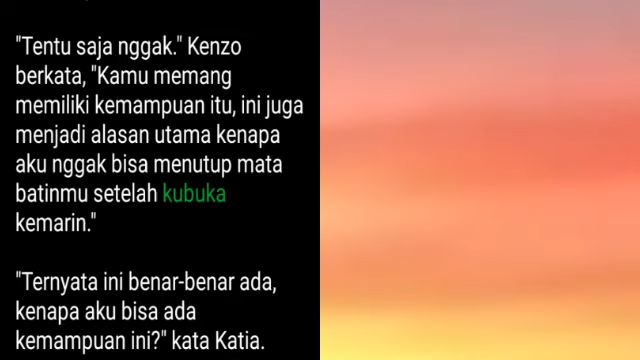 "Tentu saja nggak." Kenzo
berkata, "Kamu memang
memiliki kemampuan itu, ini juga
menjadi alasan utama kenapa
aku nggak bisa menutup mata
batinmu setelah kubuka
kemarin."
"Ternyata ini benar-benar ada,
kenapa aku bisa ada
kemampuan ini?" kata Katia.